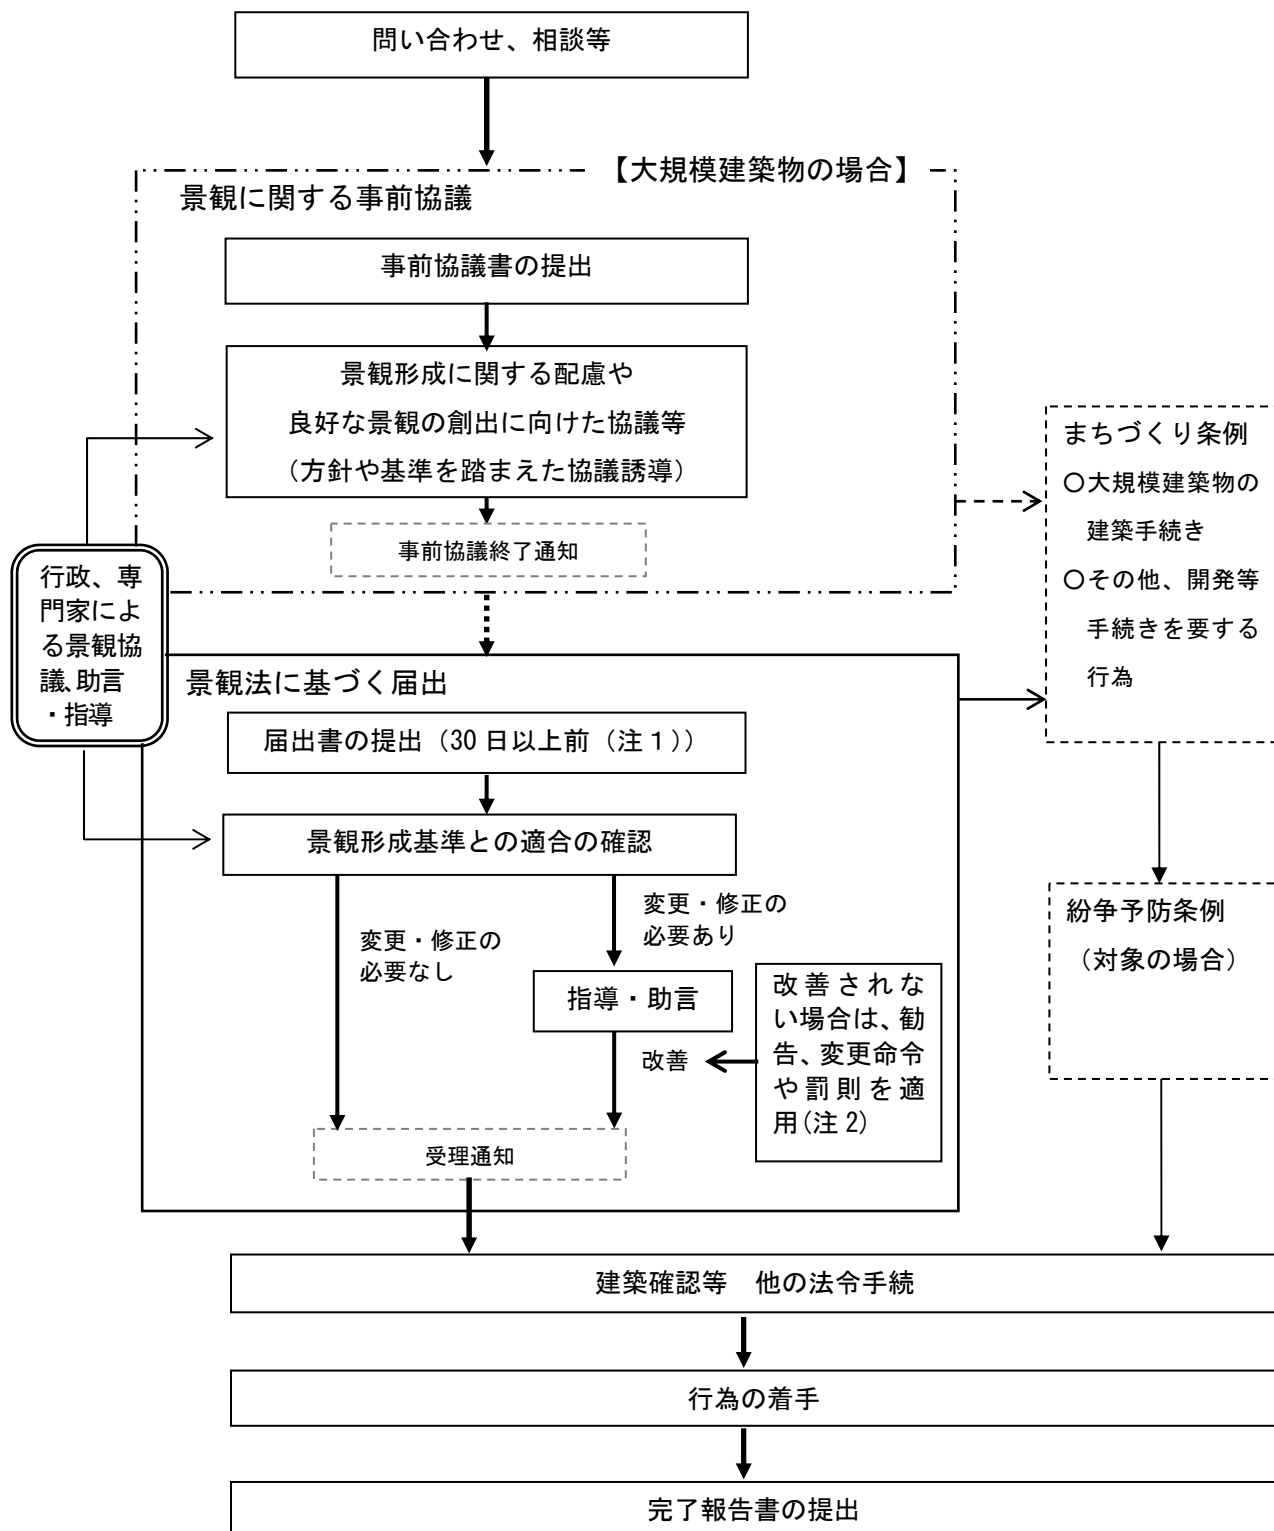 問い合わせ、相談等
【大規模建築物の場合】
景観に関する事前協議
事前協議書の提出
景観形成に関する配慮や
良好な景観の創出に向けた協議等
（方針や基準を踏まえた協議誘導）
事前協議終了通知
行政、専
門家によ
る景観協
議、助言
・指導
まちづくり条例
〇大規模建築物の
建築手続き
〇その他、開発等
手続きを要する
行為
景観法に基づく届出
届出書の提出（30 日以上前（注１））
景観形成基準との適合の確認
変更・修正の
必要なし
変更・修正の
必要あり
指導・助言
改善
改善されな
い場合は、勧
告、変更命令
や罰則を適
用(注 2)
受理通知
紛争予防条例
（対象の場合）
建築確認等　他の法令手続
行為の着手
完了報告書の提出